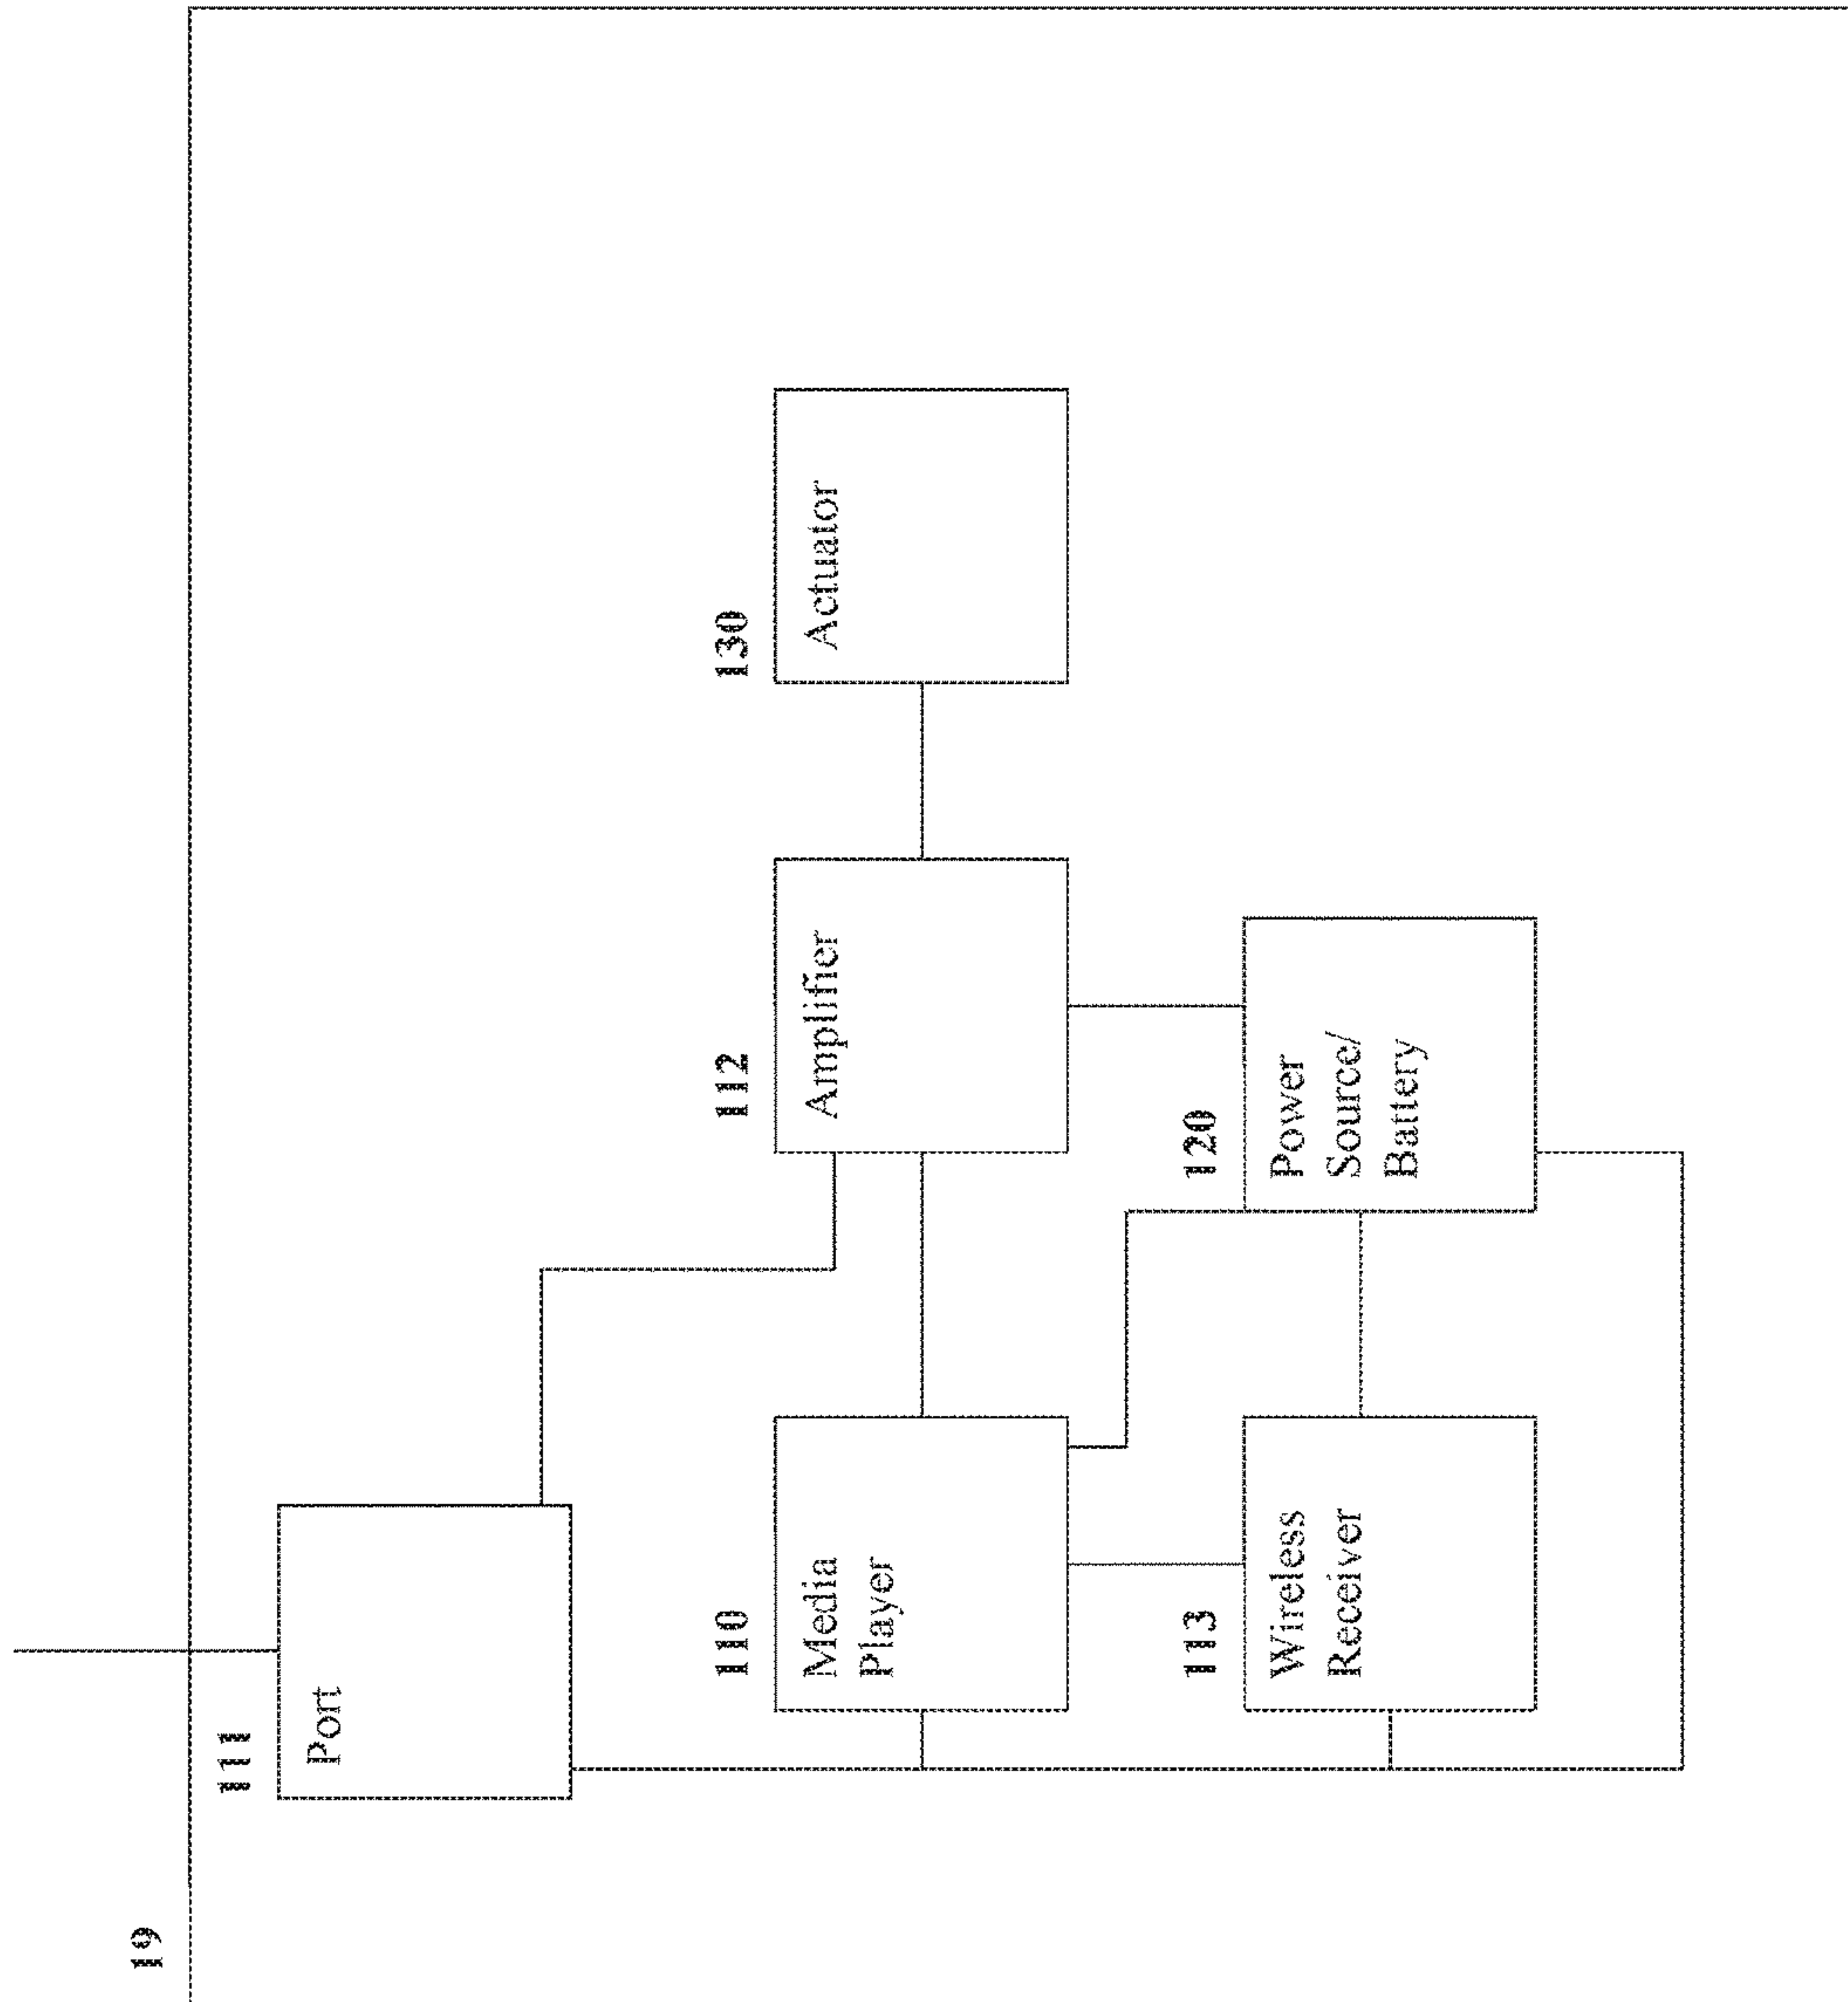 19
111
Port
110
Media
Player
112
Amplifier
130
Actuator
113
Wireless
Receiver
120
Power
Source/
Battery